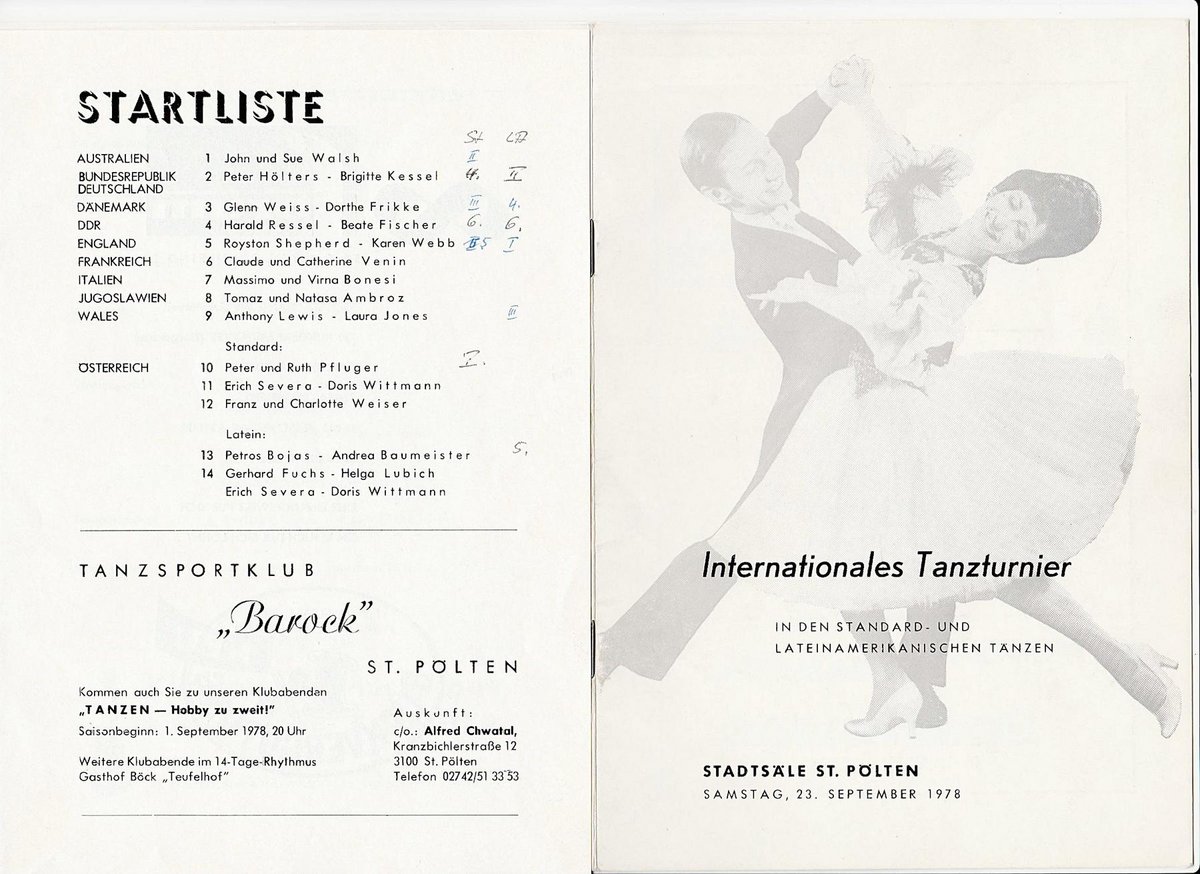 STARTLISTE
St LA
AUSTRALIEN 1 John und Sue Walsh II
BUNDESREPUBLIK 2 Peter Hölters - Brigitte Kessel 4. II
DEUTSCHLAND
DÄNEMARK 3 Glenn Weiss - Dorthe Frikke III 4.
DDR 4 Harald Ressel - Beate Fischer 6. 6.
ENGLAND 5 Royston Shepherd - Karen Webb 5 I
FRANKREICH 6 Claude und Catherine Venin
ITALIEN 7 Massimo und Virna Bonesi
JUGOSLAWIEN 8 Tomaz und Natasa Ambroz
WALES 9 Anthony Lewis - Laura Jones III
Standard:
ÖSTERREICH 10 Peter und Ruth Pfluger I.
11 Erich Severa - Doris Wittmann
12 Franz und Charlotte Weiser
Latein:
13 Petros Bojas - Andrea Baumeister 5.
14 Gerhard Fuchs - Helga Lubich
Erich Severa - Doris Wittmann
TANZSPORTKLUB
„Barock”
ST. PÖLTEN
Kommen auch Sie zu unseren Klubabenden
„TANZEN — Hobby zu zweit!”
Saisonbeginn: 1. September 1978, 20 Uhr
Weitere Klubabende im 14-Tage-Rhythmus
Gasthof Böck „Teufelhof”
Auskunft:
c/o.: Alfred Chwatal,
Kranzbichlerstraße 12
3100 St. Pölten
Telefon 02742/51 33 53
Internationales Tanzturnier
IN DEN STANDARD- UND
LATEINAMERIKANISCHEN TÄNZEN
STADTSÄLE ST. PÖLTEN
SAMSTAG, 23. SEPTEMBER 1978